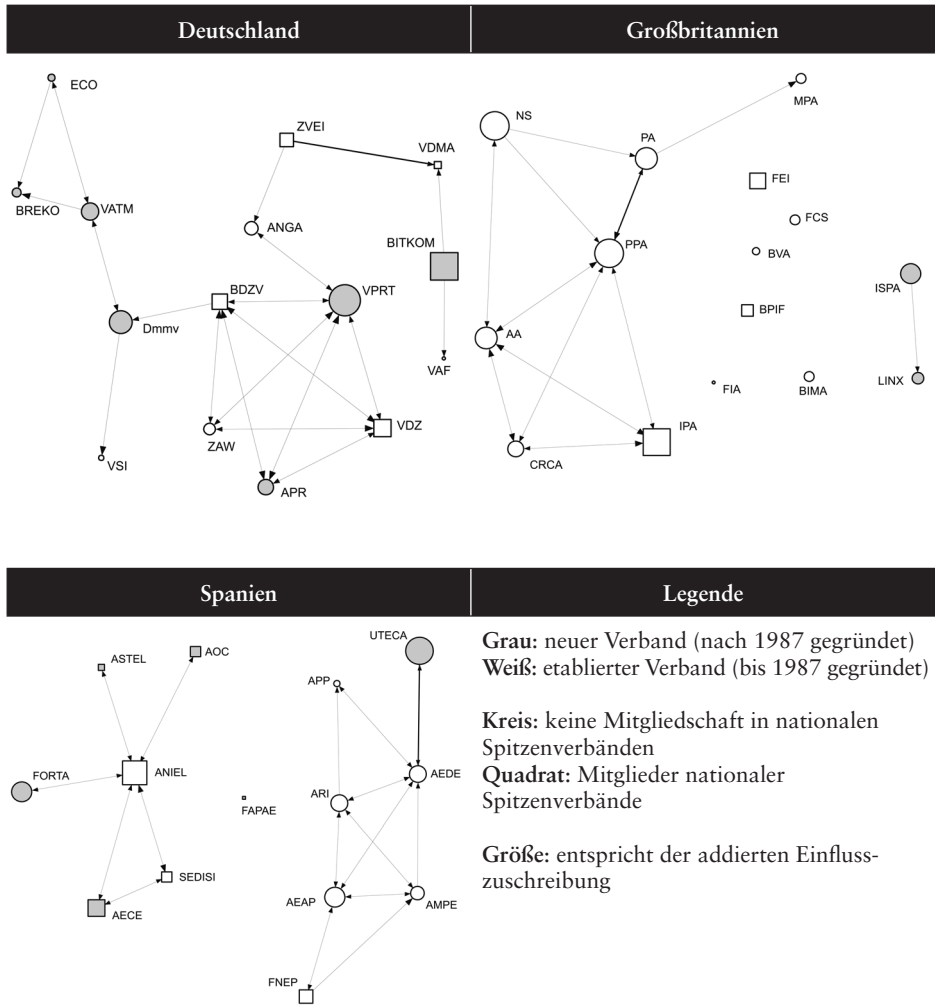 Deutschland
Großbritannien
ECO
BREKO
VATM
Dmmv
VSI
ZVEI
VDMA
ANGA
BITKOM
BDZV
VPRT
VAF
ZAW
VDZ
APR
NS
PA
MPA
FEI
FCS
PPA
BVA
ISPA
BPIF
AA
FIA
BIMA
LINX
IPA
CRCA
Spanien
Legende
ASTEL
AOC
FORTA
ANIEL
SEDISI
AECE
FAPAE
UTECA
APP
AEDE
ARI
AEAP
AMPE
FNEP
Grau: neuer Verband (nach 1987 gegründet)
Weiß: etablierter Verband (bis 1987 gegründet)
Kreis: keine Mitgliedschaft in nationalen
Spitzenverbänden
Quadrat: Mitglieder nationaler
Spitzenverbände
Größe: entspricht der addierten Einfluss-
zuschreibung